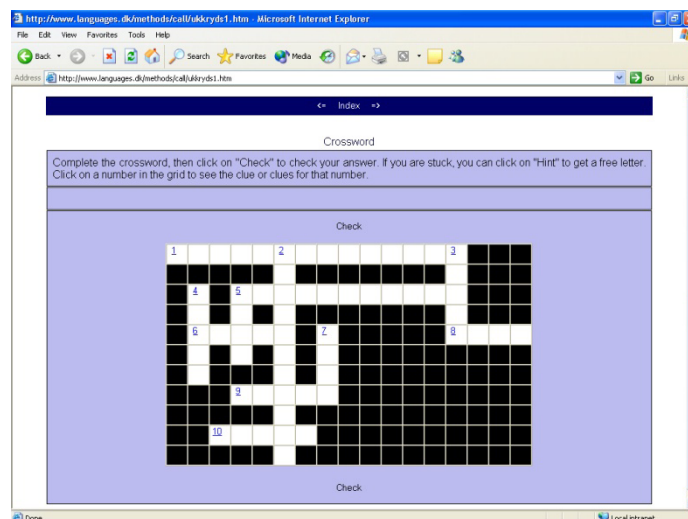 http://www.languages.dk/methods/call/ukkryds1.htm - Microsoft Internet Explorer
File Edit View Favorites Tools Help
Back Search Favorites Media
Address http://www.languages.dk/methods/call/ukkryds1.htm Go Links
<= Index =>
Crossword
Complete the crossword, then click on "Check" to check your answer. If you are stuck, you can click on "Hint" to get a free letter.
Click on a number in the grid to see the clue or clues for that number.
Check
1 2 3
4 5
6 7 8
9
10
Check
Done Local intranet